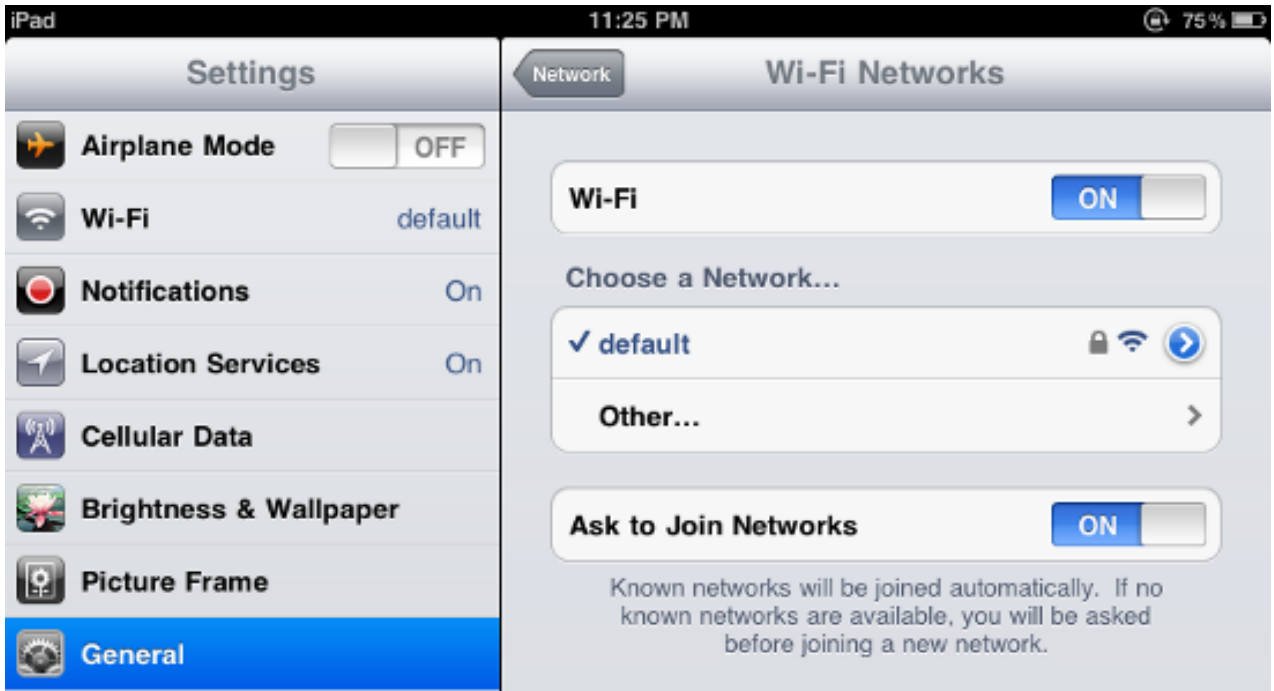 iPad 11:25 PM 75%
Settings
Airplane Mode OFF
Wi-Fi default
Notifications On
Location Services On
Cellular Data
Brightness & Wallpaper
Picture Frame
General
Network Wi-Fi Networks
Wi-Fi ON
Choose a Network...
default
Other...
Ask to Join Networks ON
Known networks will be joined automatically. If no
known networks are available, you will be asked
before joining a new network.